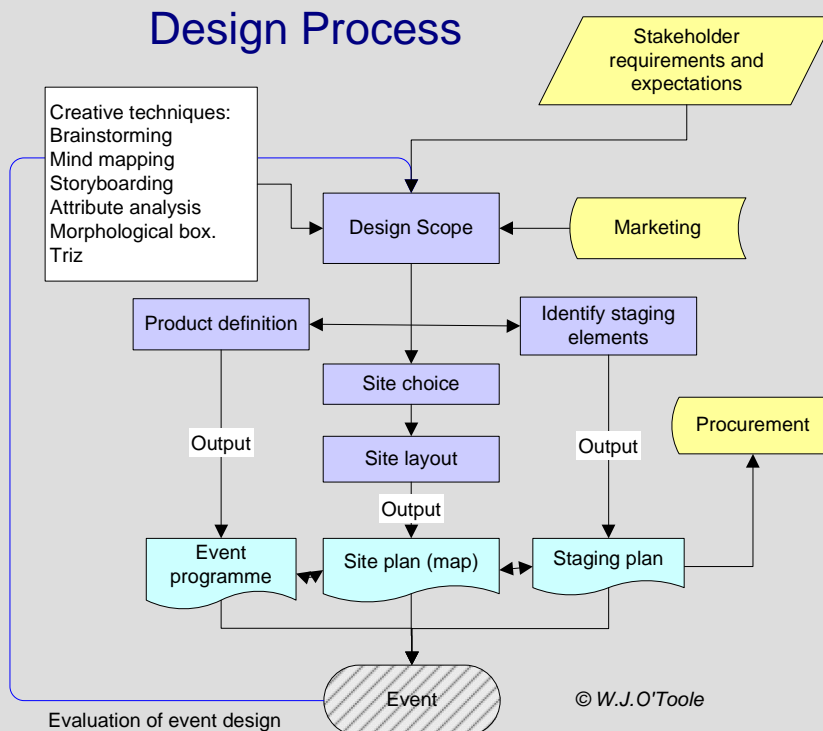 Design Process
Stakeholder
requirements and
expectations
Creative techniques:
Brainstorming
Mind mapping
Storyboarding
Attribute analysis
Morphological box.
Triz
Design Scope
Marketing
Product definition
Identify staging
elements
Site choice
Procurement
Output
Output
Site layout
Output
Event
programme
Site plan (map)
Staging plan
Event
© W.J.O'Toole
Evaluation of event design